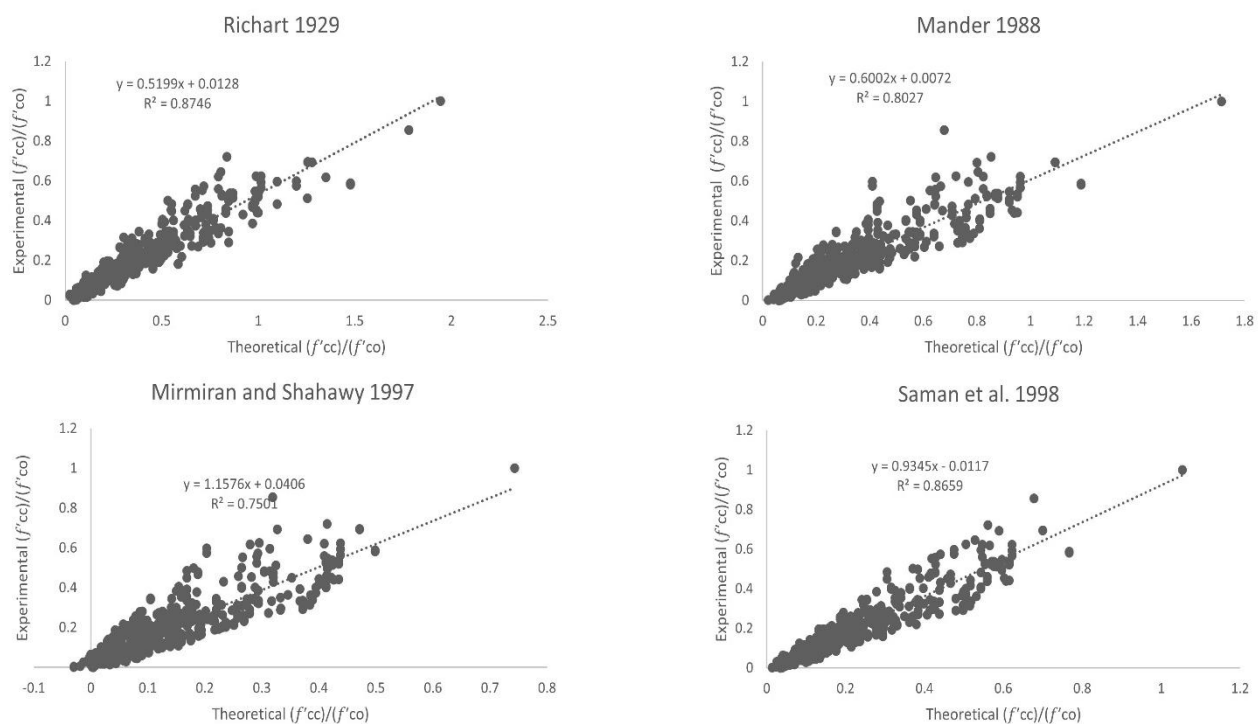 Richart 1929
1.2
y = 0.5199x + 0.0128
R² = 0.8746
1
0.8
0.6
0.4
0.2
0
Experimental (f'cc)/(f'co)
0 0.5 1 1.5 2 2.5
Theoretical (f'cc)/(f'co)
Mander 1988
1.2
y = 0.6002x + 0.0072
R² = 0.8027
1
0.8
0.6
0.4
0.2
0
Experimental (f'cc)/(f'co)
0 0.2 0.4 0.6 0.8 1 1.2 1.4 1.6 1.8
Theoretical (f'cc)/(f'co)
Mirmiran and Shahawy 1997
1.2
1
y = 1.1576x + 0.0406
R² = 0.7501
0.8
0.6
0.4
0.2
Experimental (f'cc)/(f'co)
-0.1 0 0.1 0.2 0.3 0.4 0.5 0.6 0.7 0.8
Theoretical (f'cc)/(f'co)
Saman et al. 1998
1.2
1
y = 0.9345x - 0.0117
R² = 0.8659
0.8
0.6
0.4
0.2
0
Experimental (f'cc)/(f'co)
0 0.2 0.4 0.6 0.8 1 1.2
Theoretical (f'cc)/(f'co)